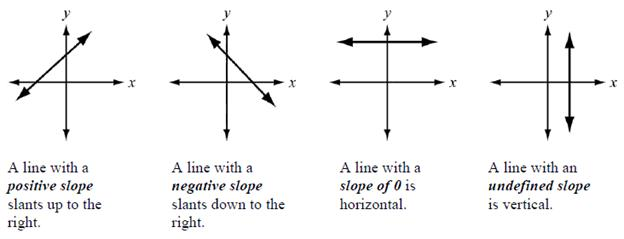 y
y
y
y
x
x
x
x
A line with a
positive slope
slants up to the
right.
A line with a
negative slope
slants down to the
right.
A line with a
slope of 0 is
horizontal.
A line with an
undefined slope
is vertical.